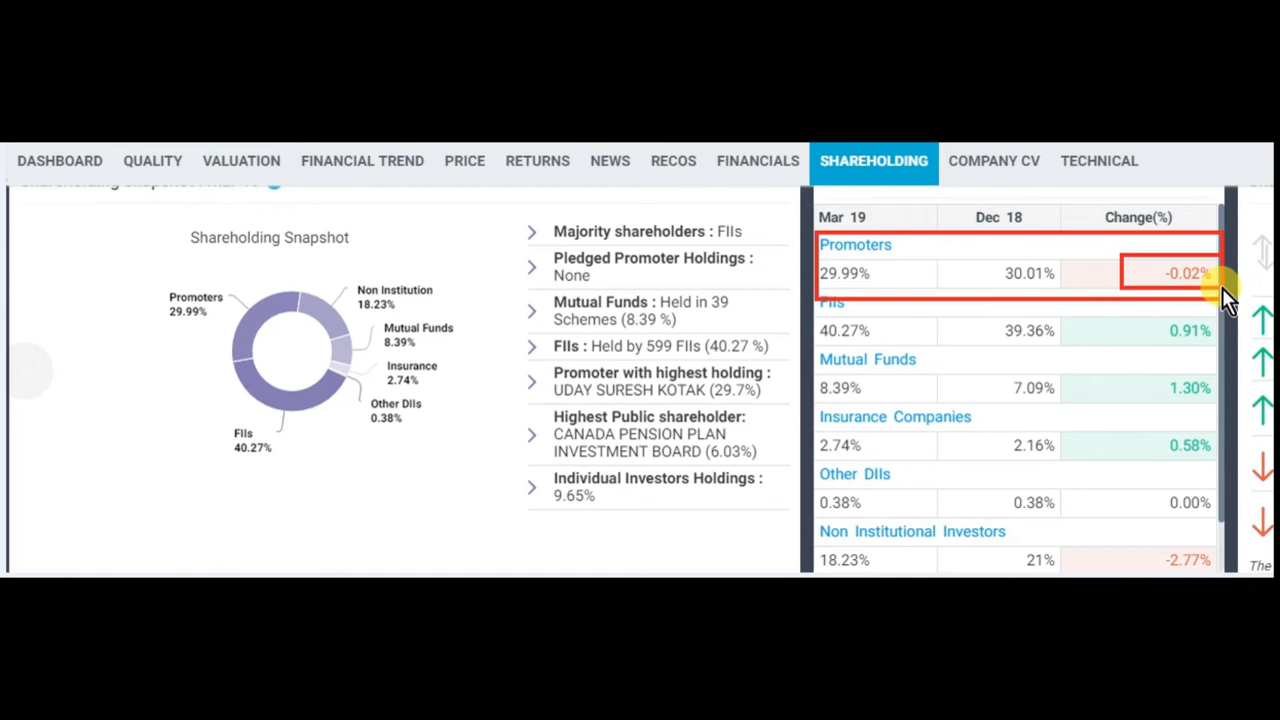 DASHBOARD QUALITY VALUATION FINANCIAL TREND PRICE RETURNS NEWS RECOS FINANCIALS SHAREHOLDING COMPANY CV TECHNICAL
Shareholding Snapshot
Promoters
29.99%
Non Institution
18.23%
Mutual Funds
8.39%
Insurance
2.74%
Other DIIs
0.38%
FIIs
40.27%
Majority shareholders : FIIs
Pledged Promoter Holdings :
None
Mutual Funds : Held in 39
Schemes (8.39 %)
FIIs : Held by 599 FIIs (40.27 %)
Promoter with highest holding :
UDAY SURESH KOTAK (29.7%)
Highest Public shareholder:
CANADA PENSION PLAN
INVESTMENT BOARD (6.03%)
Individual Investors Holdings :
9.65%
Mar 19 Dec 18 Change(%)
Promoters
29.99% 30.01% -0.02%
FIIs
40.27% 39.36% 0.91%
Mutual Funds
8.39% 7.09% 1.30%
Insurance Companies
2.74% 2.16% 0.58%
Other DIIs
0.38% 0.38% 0.00%
Non Institutional Investors
18.23% 21% -2.77%
The